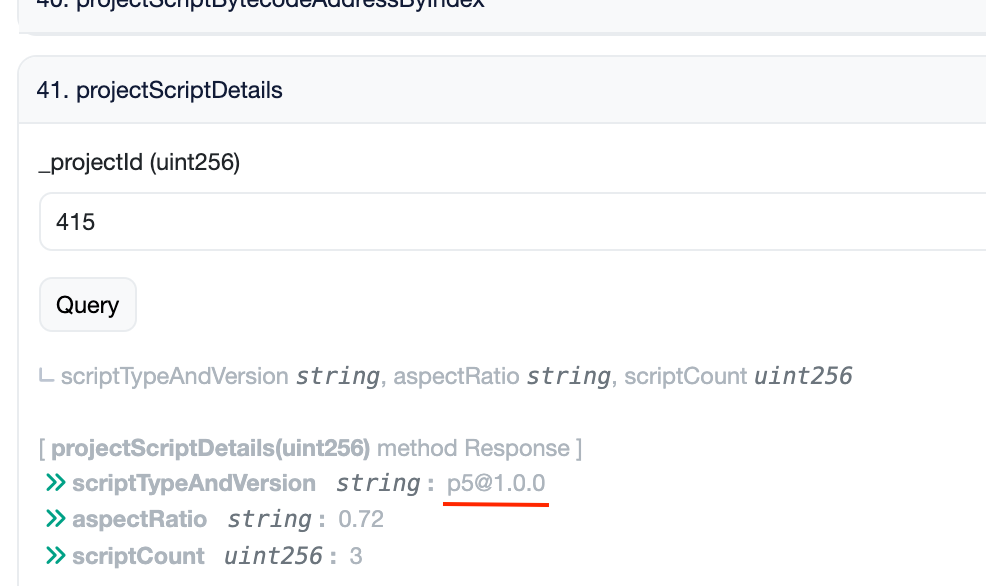 40. projectScriptBytecodeAddressByIndex
41. projectScriptDetails
_projectId (uint256)
415
Query
scriptTypeAndVersion string, aspectRatio string, scriptCount uint256
[ projectScriptDetails(uint256) method Response ]
>> scriptTypeAndVersion string : p5@1.0.0
>> aspectRatio string : 0.72
>> scriptCount uint256 : 3